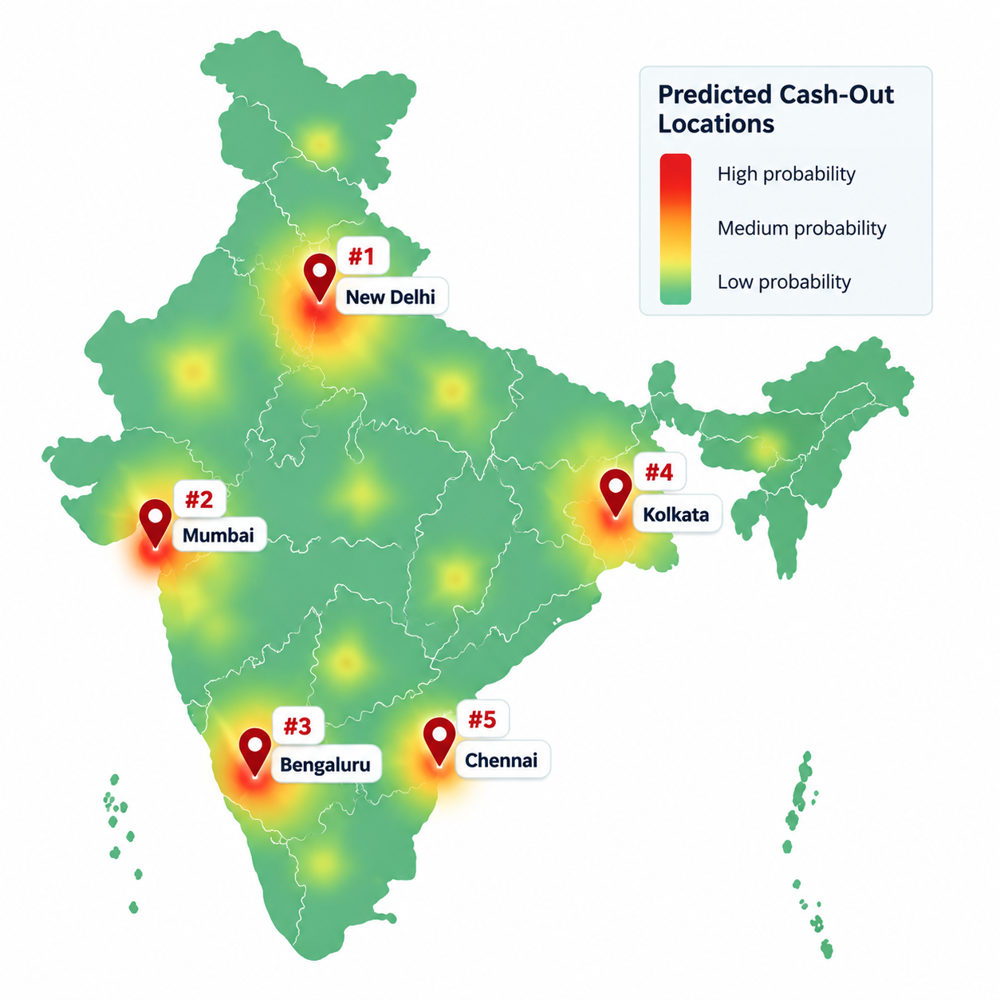 Predicted Cash-Out
Locations
High probability
Medium probability
Low probability
#1
New Delhi
#2
Mumbai
#4
Kolkata
#3
Bengaluru
#5
Chennai